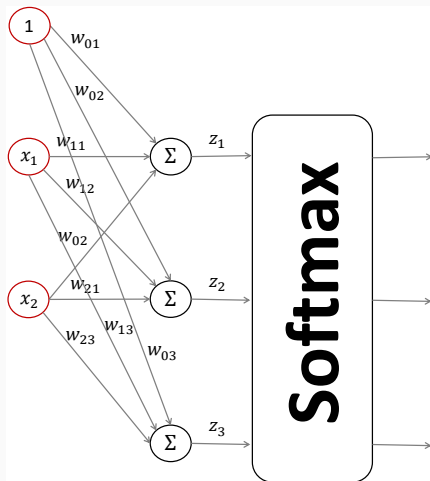 1
w₀₁
w₀₂
x₁
w₁₁
Σ
z₁
w₁₂
w₀₂
x₂
w₂₁
Σ
z₂
w₂₃
w₁₃
w₀₃
Σ
z₃
Softmax